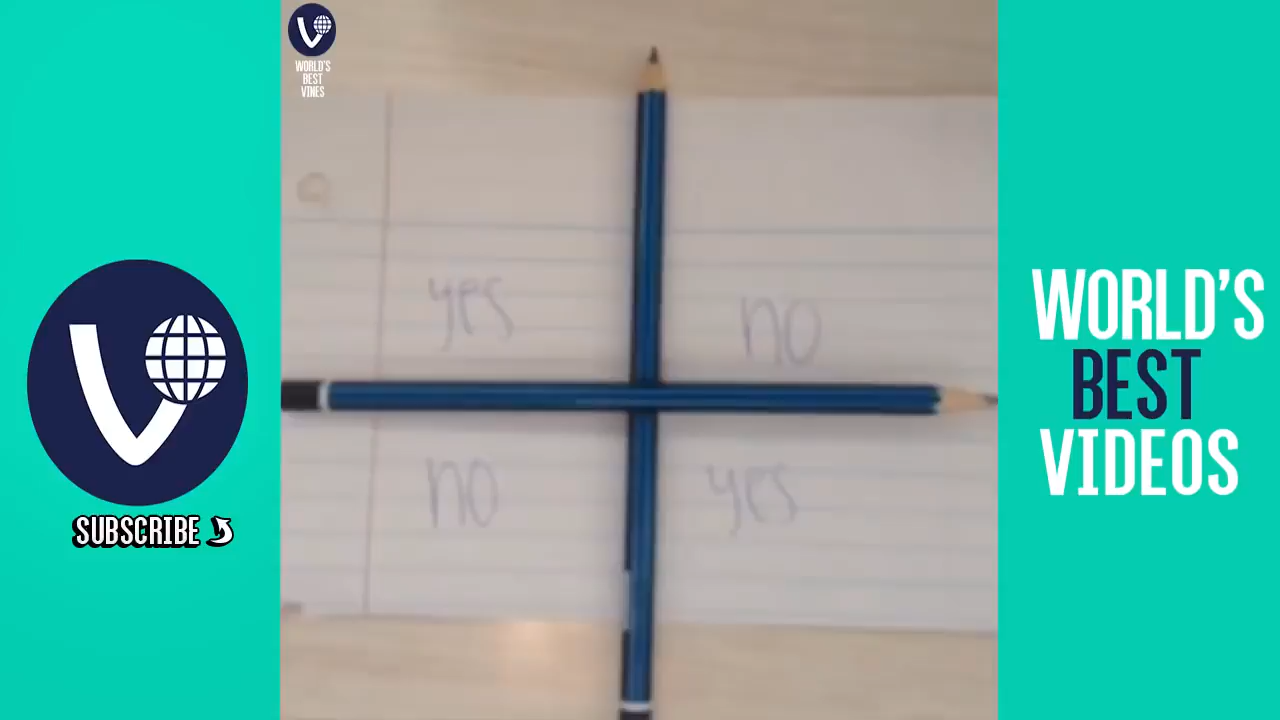 WORLD'S
BEST
VINES
yes no
no yes
SUBSCRIBE
WORLD'S
BEST
VIDEOS